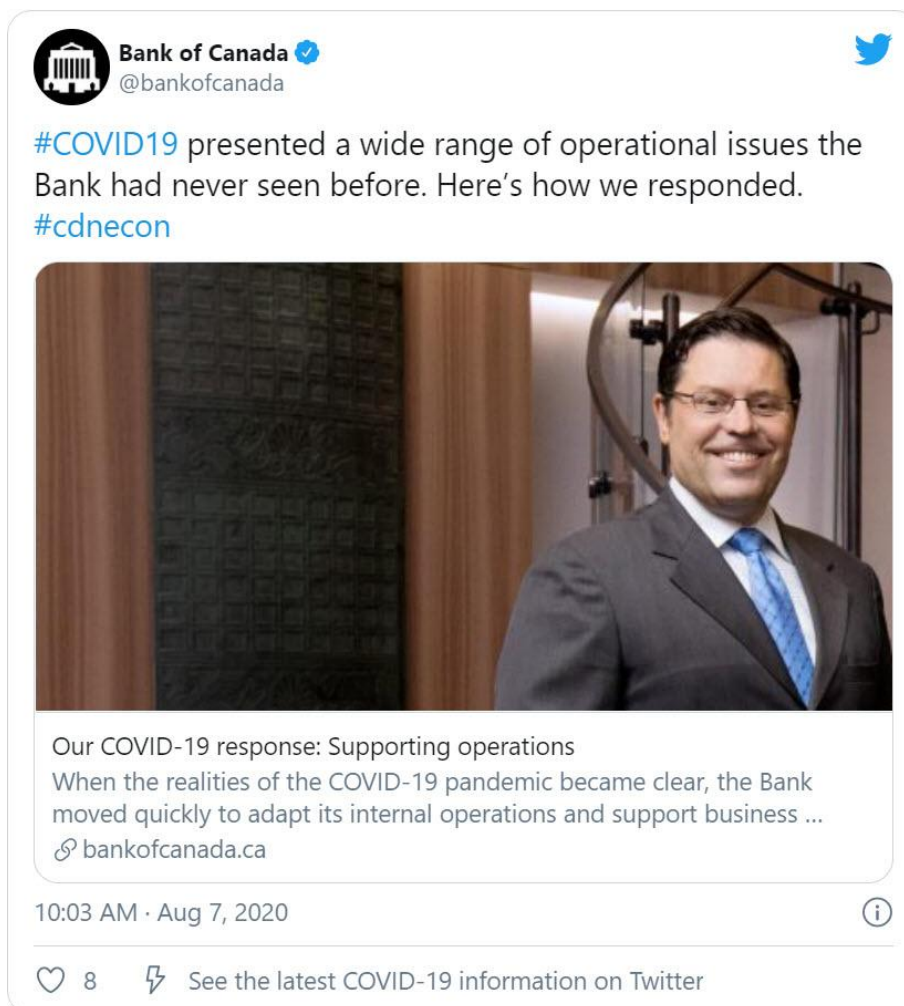 Bank of Canada
@bankofcanada
#COVID19 presented a wide range of operational issues the
Bank had never seen before. Here’s how we responded.
#cdnecon
Our COVID-19 response: Supporting operations
When the realities of the COVID-19 pandemic became clear, the Bank
moved quickly to adapt its internal operations and support business ...
bankofcanada.ca
10:03 AM · Aug 7, 2020
8 See the latest COVID-19 information on Twitter